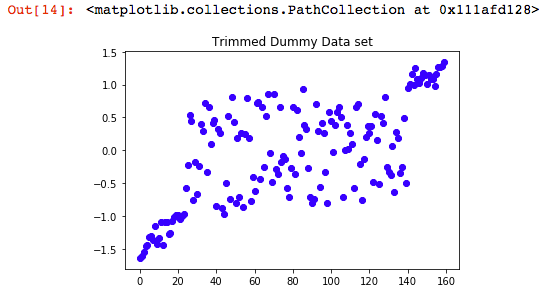 Out[14]: <matplotlib.collections.PathCollection at 0x111afd128>
Trimmed Dummy Data set
1.5
1.0
0.5
0.0
−0.5
−1.0
−1.5
0 20 40 60 80 100 120 140 160